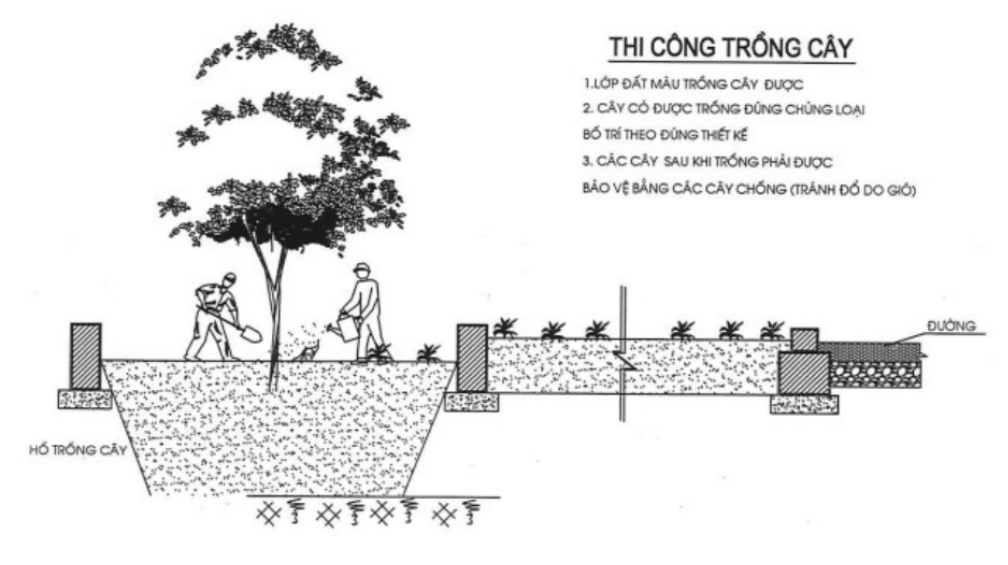 THI CÔNG TRỒNG CÂY
1.LỚP ĐẤT MÀU TRỒNG CÂY ĐƯỢC
2. CÂY CỎ ĐƯỢC TRỒNG ĐÚNG CHỦNG LOẠI
BỐ TRÍ THEO ĐÚNG THIẾT KẾ
3. CÁC CÂY SAU KHI TRỒNG PHẢI ĐƯỢC
BẢO VỆ BẰNG CÁC CÂY CHỐNG (TRÁNH ĐỔ DO GIÓ)
ĐƯỜNG
HỐ TRỒNG CÂY